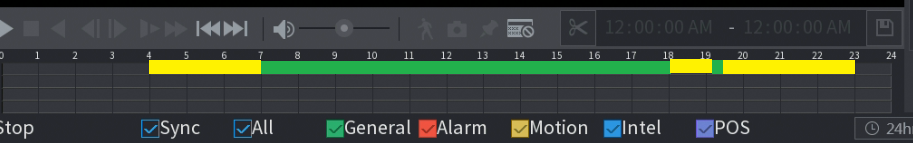 12:00:00 AM - 12:00:00 AM
0 1 2 3 4 5 6 7 8 9 10 11 12 13 14 15 16 17 18 19 20 21 22 23 24
Stop Sync All General Alarm Motion Intel POS 24h